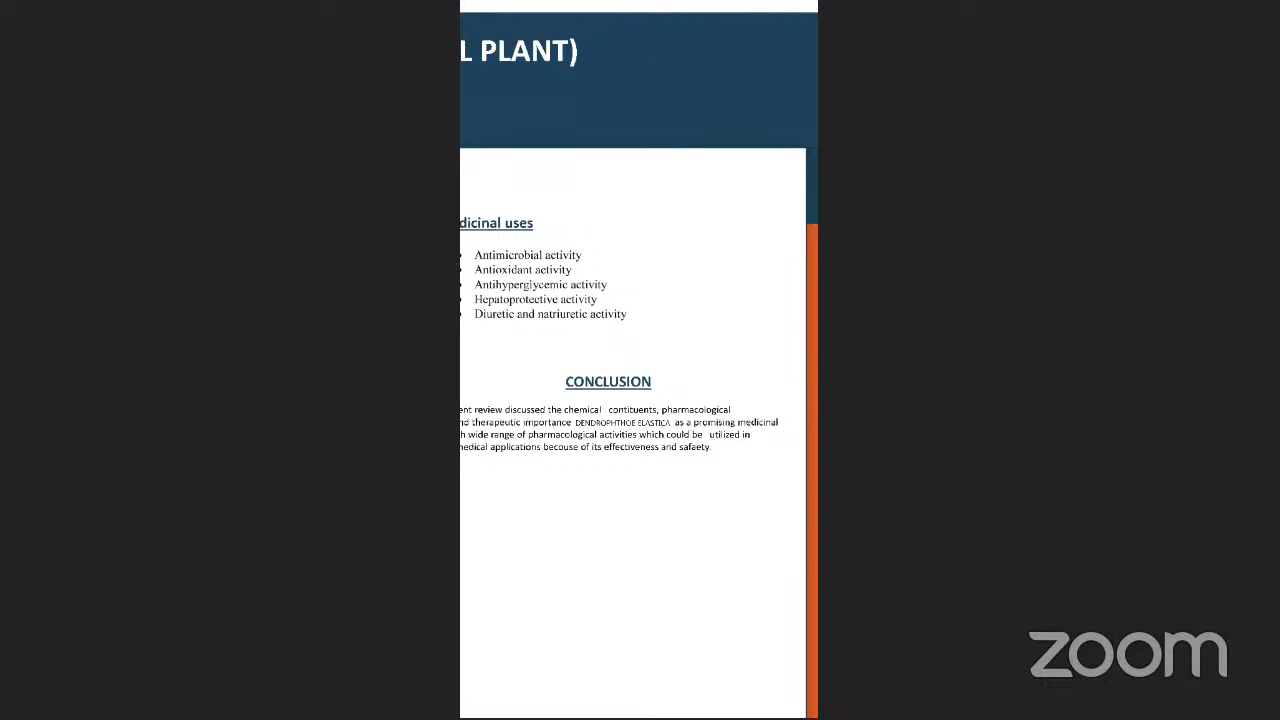 L PLANT)
dicinal uses
• Antimicrobial activity
• Antioxidant activity
• Antihyperglycemic activity
• Hepatoprotective activity
• Diuretic and natriuretic activity
CONCLUSION
ent review discussed the chemical contituents, pharmacological
nd therapeutic importance DENDROPHTHOE ELASTICA as a promising medicinal
h wide range of pharmacological activities which could be utilized in
nedical applications becouse of its effectiveness and safaety.
zoom